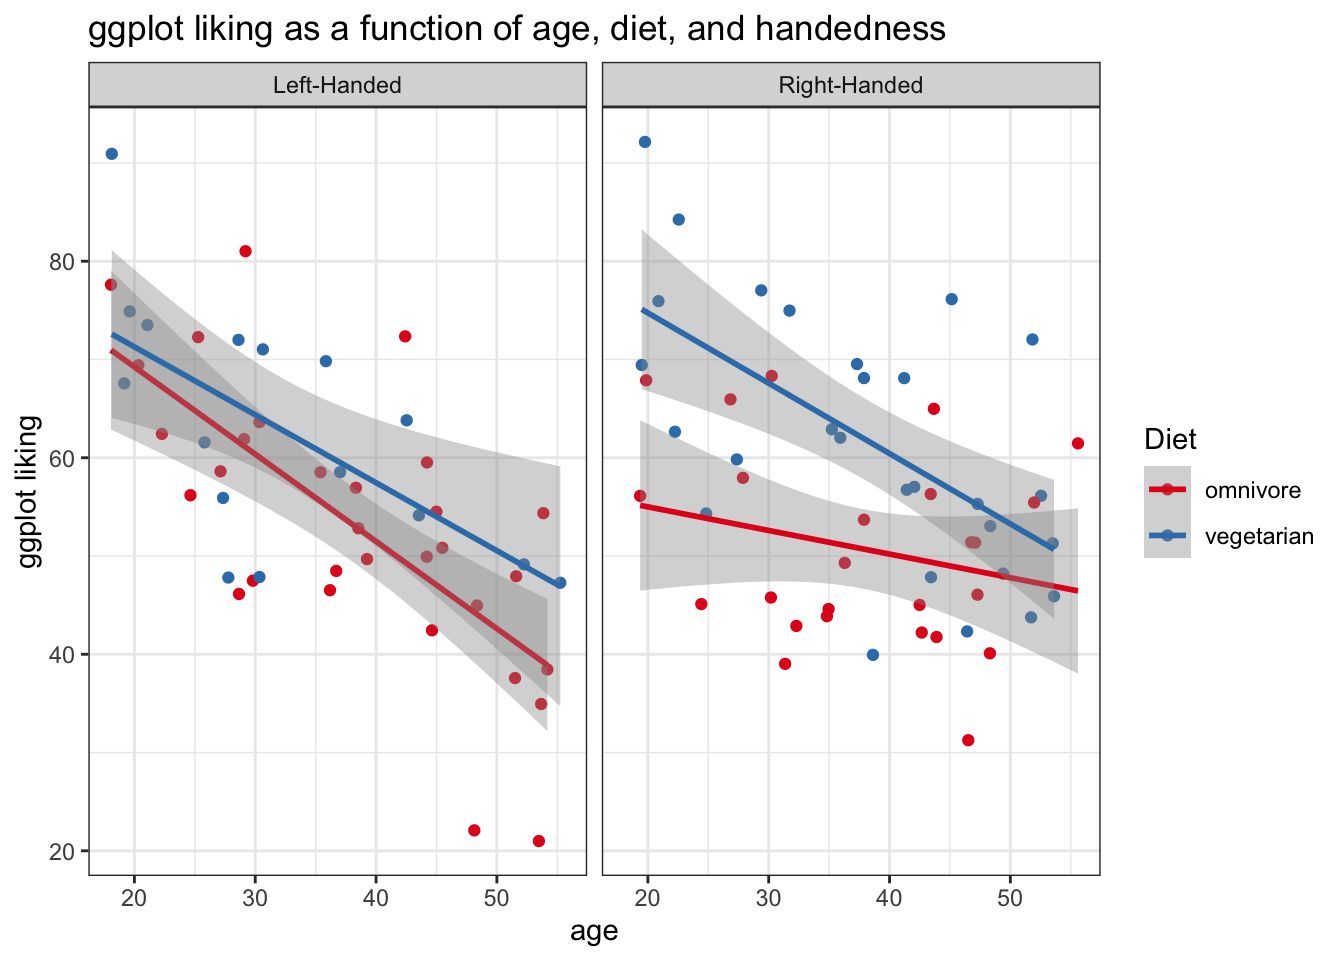 ggplot liking as a function of age, diet, and handedness
Left-Handed
Right-Handed
80
60
40
20
ggplot liking
20 30 40 50
20 30 40 50
age
Diet
omnivore
vegetarian